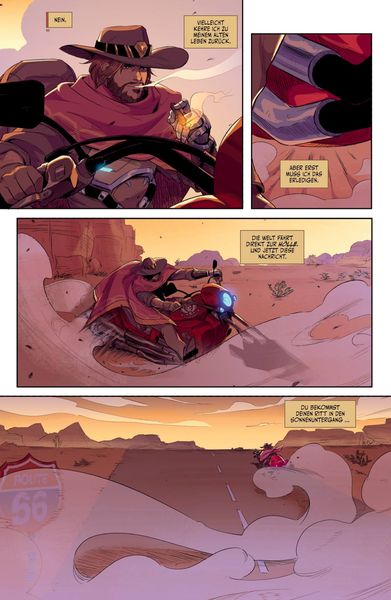 NEIN.
VIELLEICHT
KEHRE ICH ZU
MEINEM ALTEN
LEBEN ZURÜCK.
ABER ERST
MUSS ICH DAS
ERLEDIGEN.
DIE WELT FÄHRT
DIREKT ZUR HÖLLE.
UND JETZT DIESE
NACHRICHT.
DU BEKOMMST
DEINEN RITT IN DEN
SONNENUNTERGANG ...
ROUTE
66